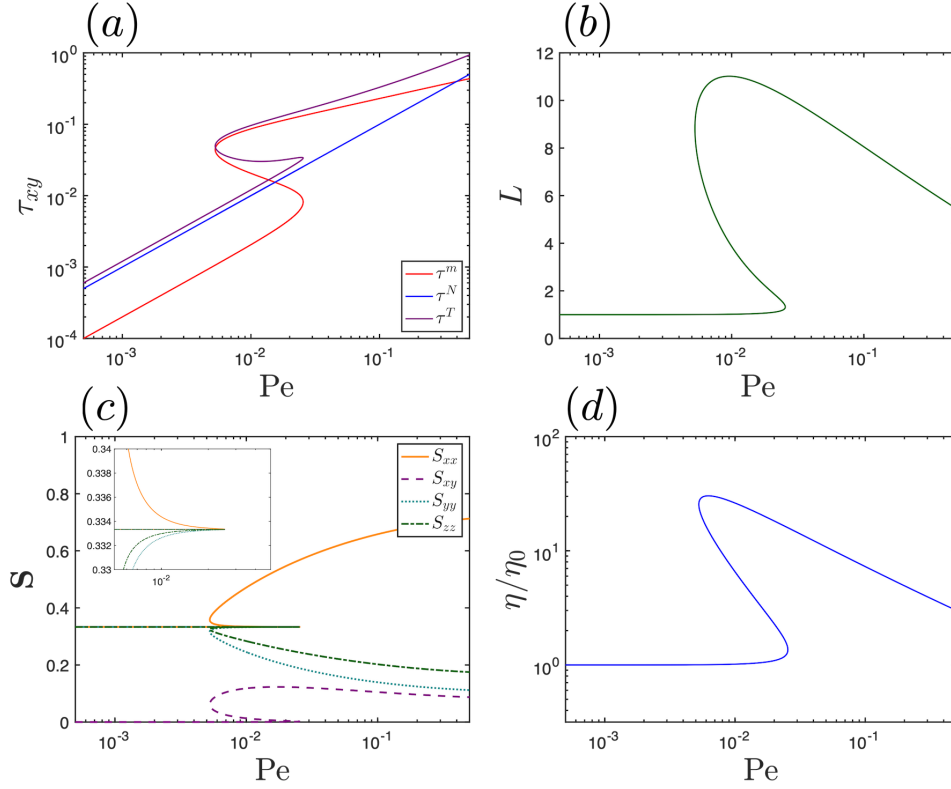 (a)
10^0
10^-1
10^-2
10^-3
10^-4
τ_xy
10^-3
10^-2
10^-1
Pe
τ^m
τ^N
τ^T
(b)
12
10
8
6
4
2
0
L
10^-3
10^-2
10^-1
Pe
(c)
1
0.8
0.6
0.4
0.2
0
S
0.34
0.338
0.336
0.334
0.332
0.33
10^-2
S_xx
S_xy
S_yy
S_zz
10^-3
10^-2
10^-1
Pe
(d)
10^2
10^1
10^0
η/η_0
10^-3
10^-2
10^-1
Pe